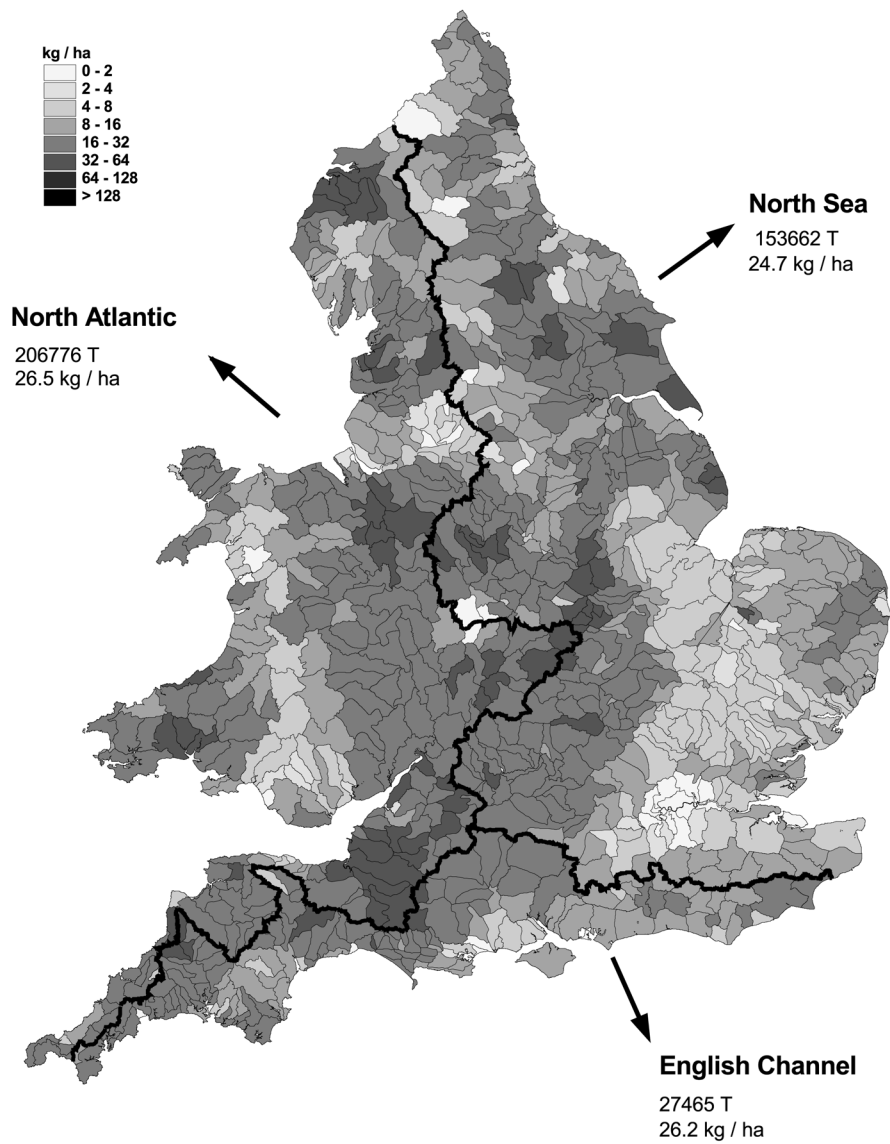 kg / ha
0 - 2
2 - 4
4 - 8
8 - 16
16 - 32
32 - 64
64 - 128
> 128
North Sea
153662 T
24.7 kg / ha
North Atlantic
206776 T
26.5 kg / ha
English Channel
27465 T
26.2 kg / ha